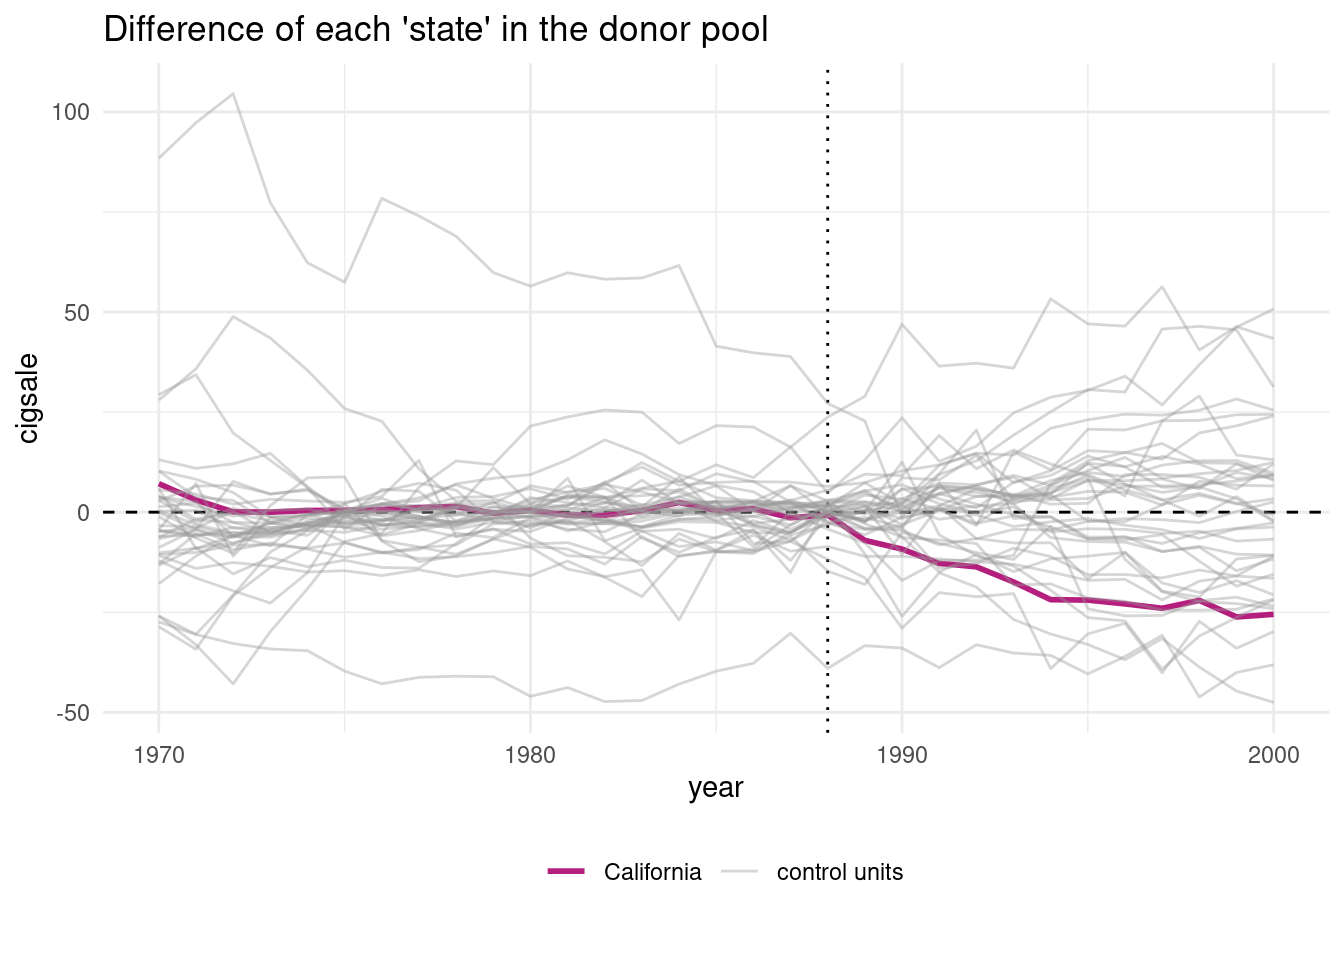 Difference of each 'state' in the donor pool
100
50
0
-50
cigsale
1970
1980
1990
2000
year
California
control units